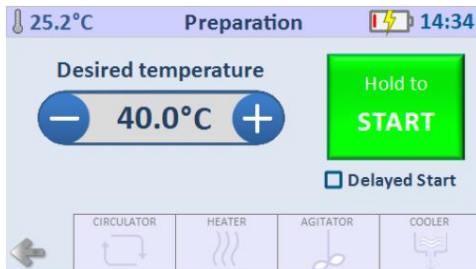 25.2°C Preparation 14:34
Desired temperature
40.0°C
Hold to
START
Delayed Start
CIRCULATOR HEATER AGITATOR COOLER